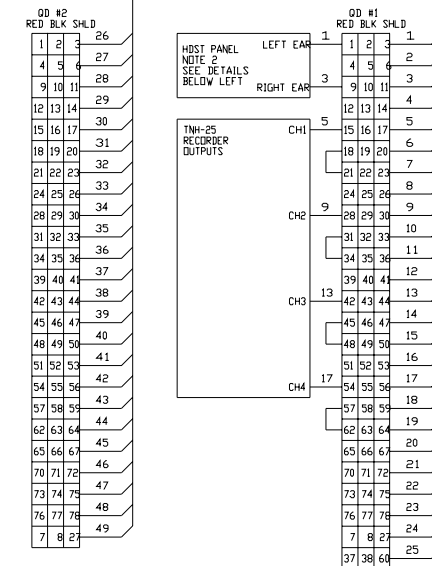 QD #2
RED BLK SHLD
1 2 3 26
4 5 6 27
9 10 11 28
12 13 14 29
15 16 17 30
18 19 20 31
21 22 23 32
24 25 26 33
28 29 30 34
31 32 33 35
34 35 36 36
39 40 41 37
42 43 44 38
45 46 47 39
48 49 50 40
51 52 53 41
54 55 56 42
57 58 59 43
62 63 64 44
65 66 67 45
70 71 72 46
73 74 75 47
76 77 78 48
7 8 27 49
HDST PANEL
NOTE 2
SEE DETAILS
BELOW LEFT
LEFT EAR 1
RIGHT EAR 3
TNH-25
RECORDER
OUTPUTS
CH1 5
CH2 9
CH3 13
CH4 17
QD #1
RED BLK SHLD
1 2 3 1
4 5 6 2
9 10 11 3
12 13 14 4
15 16 17 5
18 19 20 6
21 22 23 7
24 25 26 8
28 29 30 9
31 32 33 10
34 35 36 11
39 40 41 12
42 43 44 13
45 46 47 14
48 49 50 15
51 52 53 16
54 55 56 17
57 58 59 18
62 63 64 19
65 66 67 20
70 71 72 21
73 74 75 22
76 77 78 23
7 8 27 24
37 38 60 25